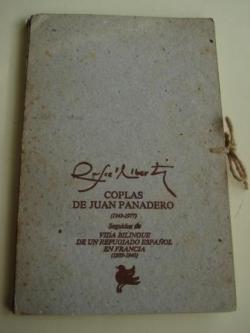 Rafael Alberti
COPLAS
DE JUAN PANADERO
(1949-1977)
Seguidas de
VIDA BILINGÜE
DE UN REFUGIADO ESPAÑOL
EN FRANCIA
(1939-1940)